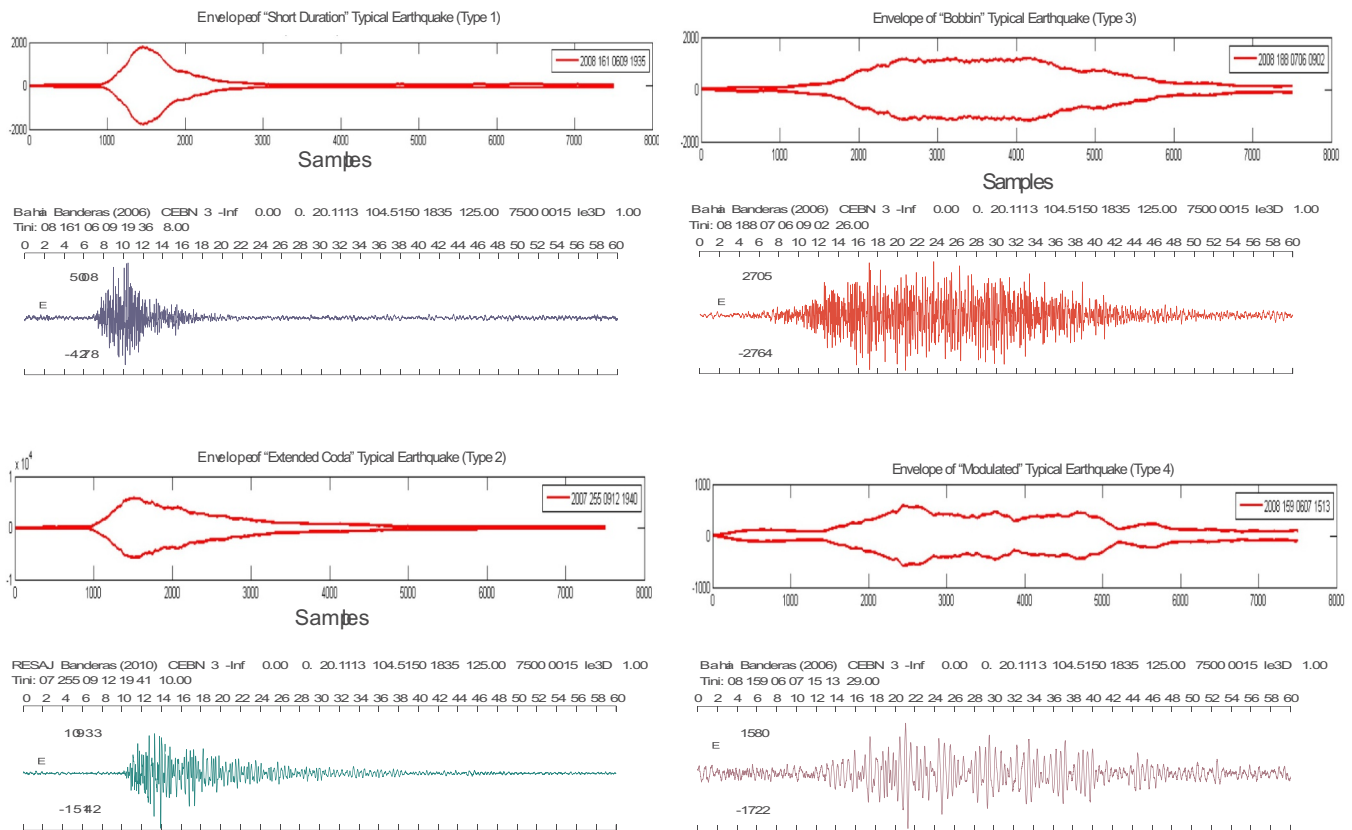 Envelope of “Short Duration” Typical Earthquake (Type 1)
2000
0
-2000
2008 161 0609 1935
0 1000 2000 3000 4000 5000 6000 7000 8000
Samples
Bahia Banderas (2006) CEBN 3 -Inf 0.00 0. 20.1113 104.5150 1835 125.00 7500 0015 le3D 1.00
Tini: 08 161 06 09 19 36 8.00
0 2 4 6 8 10 12 14 16 18 20 22 24 26 28 30 32 34 36 38 40 42 44 46 48 50 52 54 56 58 60
5008
E
-4278
Envelope of “Bobbin” Typical Earthquake (Type 3)
2000
0
-2000
2008 188 0706 0902
0 1000 2000 3000 4000 5000 6000 7000 8000
Samples
Bahia Banderas (2006) CEBN 3 -Inf 0.00 0. 20.1113 104.5150 1835 125.00 7500 0015 le3D 1.00
Tini: 08 188 07 06 09 02 26.00
0 2 4 6 8 10 12 14 16 18 20 22 24 26 28 30 32 34 36 38 40 42 44 46 48 50 52 54 56 58 60
2705
E
-2764
Envelope of “Extended Coda” Typical Earthquake (Type 2)
x 10^4
1
0
-1
2007 255 0912 1940
0 1000 2000 3000 4000 5000 6000 7000 8000
Samples
RESAJ Banderas (2010) CEBN 3 -Inf 0.00 0. 20.1113 104.5150 1835 125.00 7500 0015 le3D 1.00
Tini: 07 255 09 12 19 41 10.00
0 2 4 6 8 10 12 14 16 18 20 22 24 26 28 30 32 34 36 38 40 42 44 46 48 50 52 54 56 58 60
10933
E
-15142
Envelope of “Modulated” Typical Earthquake (Type 4)
1000
0
-1000
2008 159 0607 1513
0 1000 2000 3000 4000 5000 6000 7000 8000
Bahia Banderas (2006) CEBN 3 -Inf 0.00 0. 20.1113 104.5150 1835 125.00 7500 0015 le3D 1.00
Tini: 08 159 06 07 15 13 29.00
0 2 4 6 8 10 12 14 16 18 20 22 24 26 28 30 32 34 36 38 40 42 44 46 48 50 52 54 56 58 60
1580
E
-1722